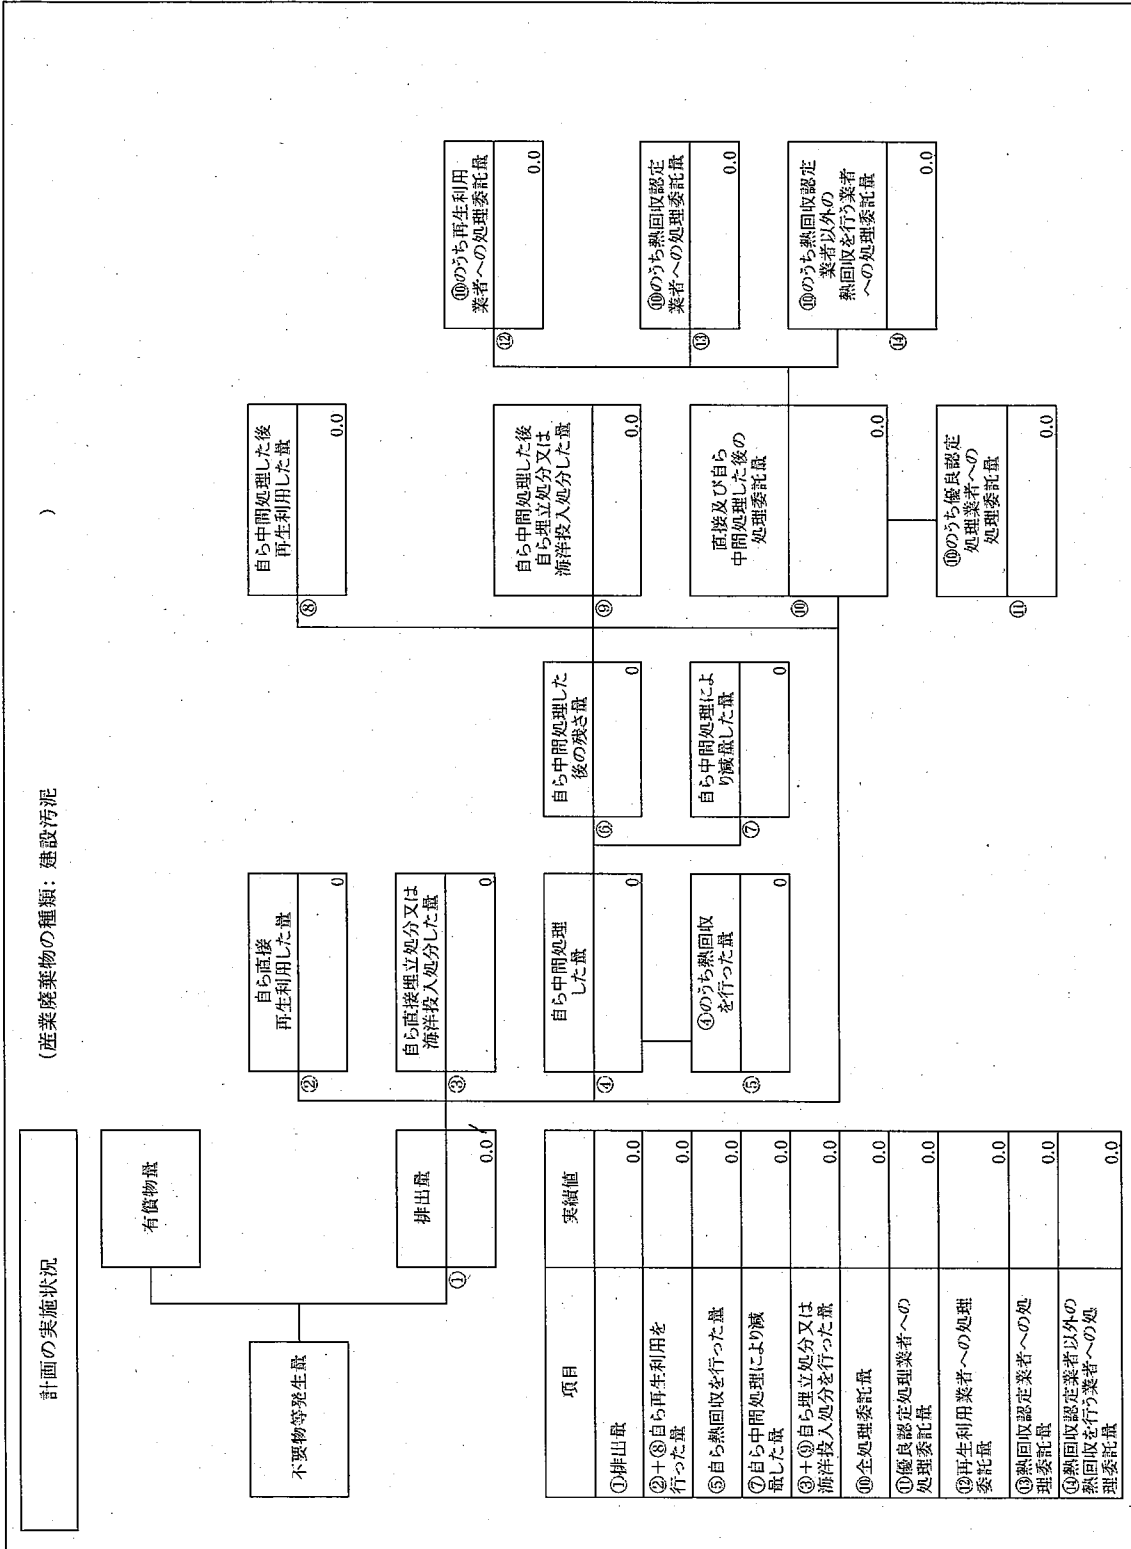 計画の実施状況
(産業廃棄物の種類: 建設汚泥 )
不要物等発生量
有償物量
排出量
①
0.0
②
自ら直接
再生利用した量
0
③
自ら直接埋立処分又は
海洋投入処分した量
0
④
自ら中間処理
した量
0
⑤
④のうち熱回収
を行った量
0
⑥
自ら中間処理した
後の残さ量
0
⑦
自ら中間処理によ
り減量した量
0
⑧
自ら中間処理した後
再生利用した量
0.0
⑨
自ら中間処理した後
自ら埋立処分又は
海洋投入処分した量
0.0
⑩
直接及び自ら
中間処理した後の
処理委託量
0.0
⑪
⑩のうち優良認定
処理業者への
処理委託量
0.0
⑫
⑩のうち再生利用
業者への処理委託量
0.0
⑬
⑩のうち熱回収認定
業者への処理委託量
0.0
⑭
⑩のうち熱回収認定
業者以外の
熱回収を行う業者
への処理委託量
0.0
項目 実績値
①排出量 0.0
②+⑧自ら再生利用を
行った量 0.0
⑤自ら熱回収を行った量 0.0
⑦自ら中間処理により減
量した量 0.0
③+⑨自ら埋立処分又は
海洋投入処分を行った量 0.0
⑩全処理委託量 0.0
⑪優良認定処理業者への
処理委託量 0.0
⑫再生利用業者への処理
委託量 0.0
⑬熱回収認定業者への処
理委託量 0.0
⑭熱回収認定業者以外の
熱回収を行う業者への処
理委託量 0.0